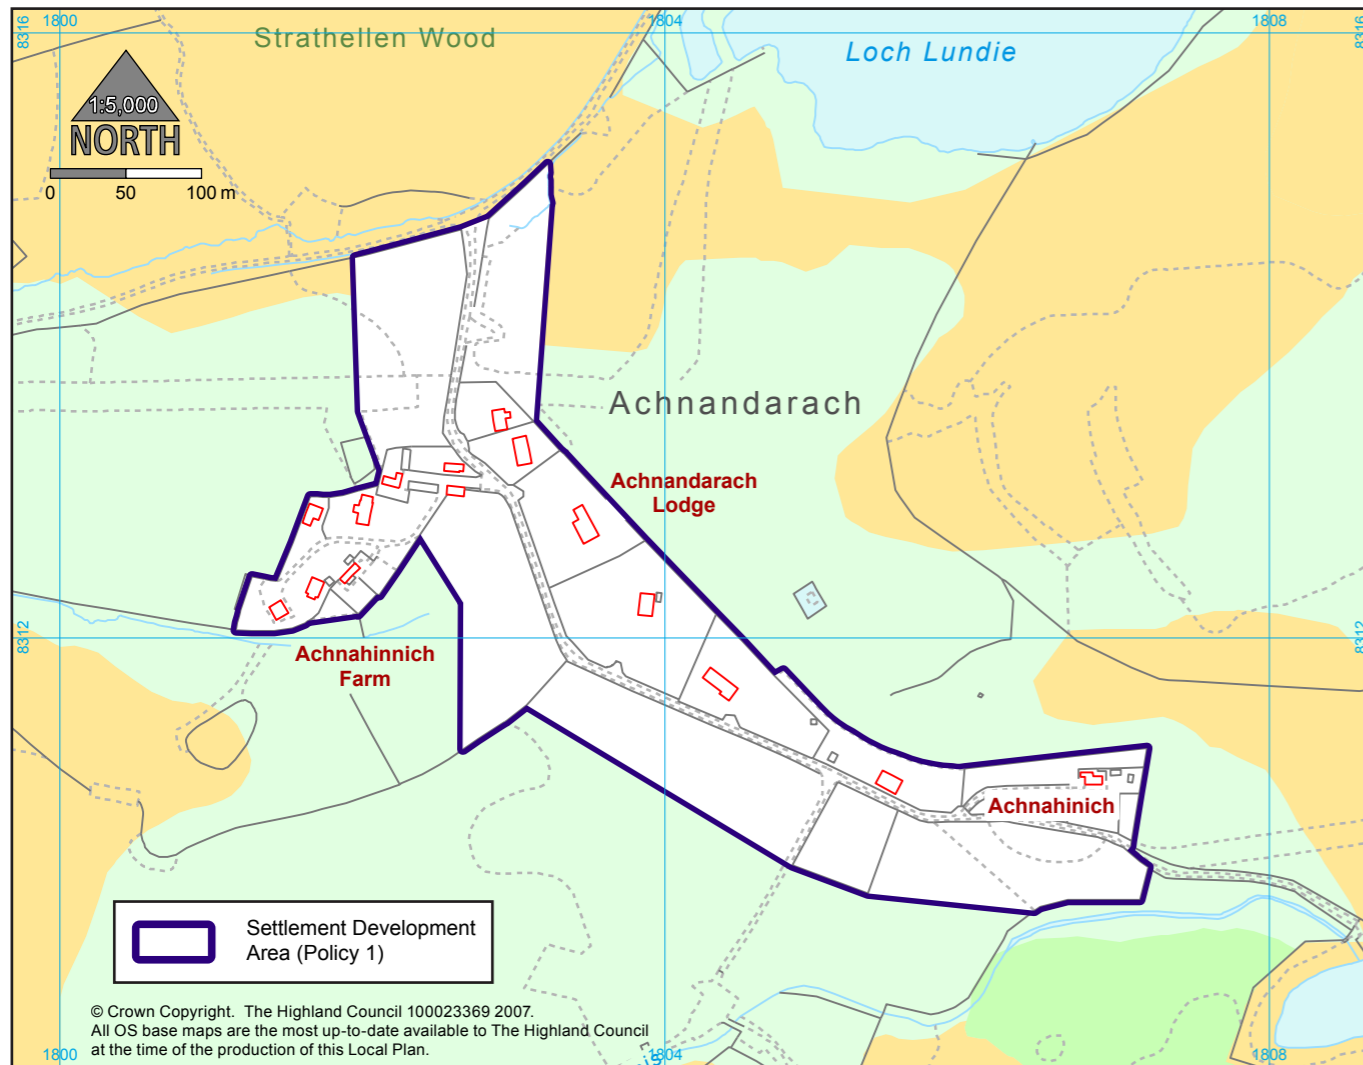 1800
1804
1808
8316
8316
Strathellen Wood
Loch Lundie
1:5,000
NORTH
0 50 100 m
Achnandarach
Achnandarach
Lodge
8312
8312
Achnahinnich
Farm
Achnahinich
Settlement Development
Area (Policy 1)
© Crown Copyright. The Highland Council 100023369 2007.
All OS base maps are the most up-to-date available to The Highland Council
at the time of the production of this Local Plan.
1800
1804
1808